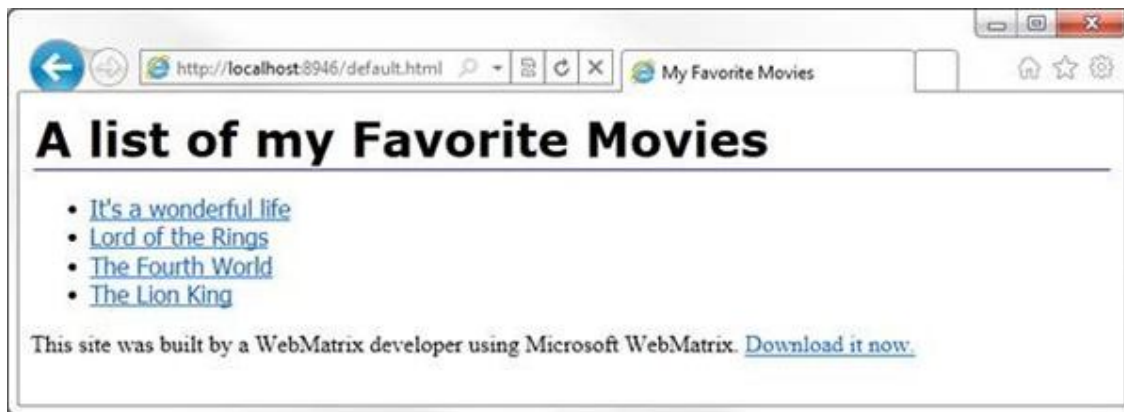 http://localhost:8946/default.html
My Favorite Movies
A list of my Favorite Movies
It's a wonderful life
Lord of the Rings
The Fourth World
The Lion King
This site was built by a WebMatrix developer using Microsoft WebMatrix. Download it now.